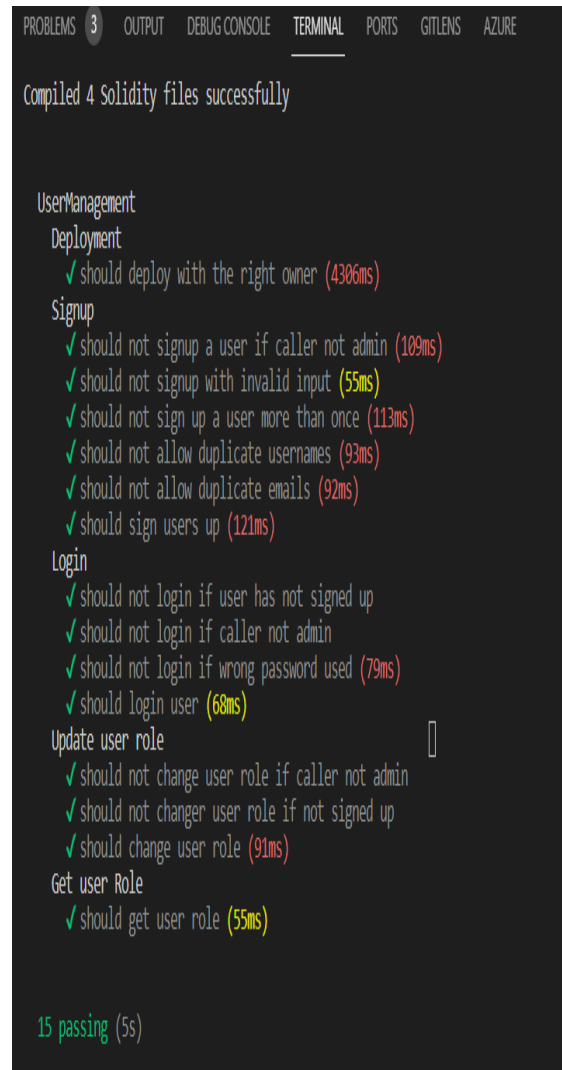 PROBLEMS 3 OUTPUT DEBUG CONSOLE TERMINAL PORTS GITLENS AZURE
Compiled 4 Solidity files successfully
UserManagement
Deployment
✓ should deploy with the right owner (4306ms)
Signup
✓ should not signup a user if caller not admin (109ms)
✓ should not signup with invalid input (55ms)
✓ should not sign up a user more than once (113ms)
✓ should not allow duplicate usernames (93ms)
✓ should not allow duplicate emails (92ms)
✓ should sign users up (121ms)
Login
✓ should not login if user has not signed up
✓ should not login if caller not admin
✓ should not login if wrong password used (79ms)
✓ should login user (68ms)
Update user role
✓ should not change user role if caller not admin
✓ should not changer user role if not signed up
✓ should change user role (91ms)
Get user Role
✓ should get user role (55ms)
15 passing (5s)